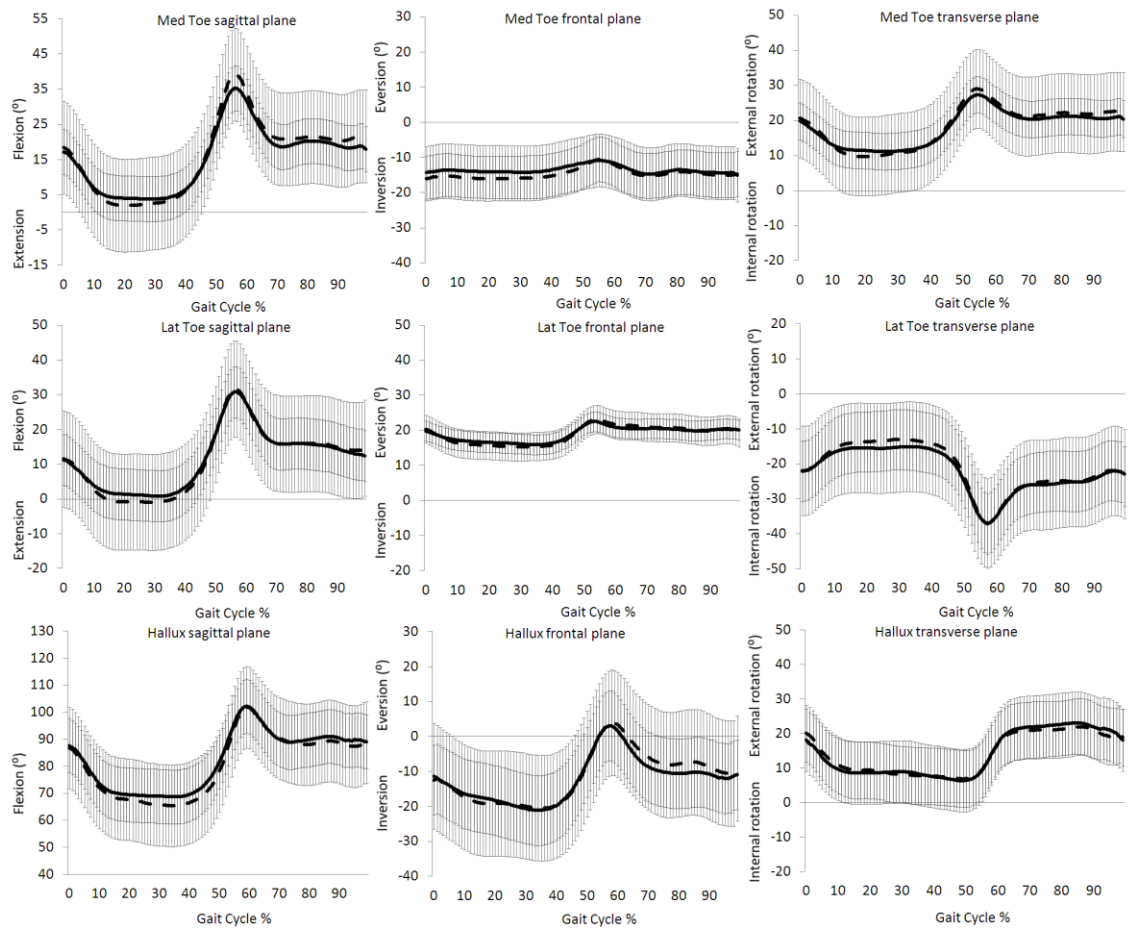 Med Toe sagittal plane
Flexion (⁰)
Extension
55
45
35
25
15
5
-5
-15
0 10 20 30 40 50 60 70 80 90
Gait Cycle %
Med Toe frontal plane
Eversion (⁰)
Inversion
30
20
10
0
-10
-20
-30
-40
0 10 20 30 40 50 60 70 80 90
Gait Cycle %
Med Toe transverse plane
External rotation (⁰)
Internal rotation
50
40
30
20
10
0
-10
-20
0 10 20 30 40 50 60 70 80 90
Gait Cycle %
Lat Toe sagittal plane
Flexion (⁰)
Extension
50
40
30
20
10
0
-10
-20
0 10 20 30 40 50 60 70 80 90
Gait Cycle %
Lat Toe frontal plane
Eversion (⁰)
Inversion
50
40
30
20
10
0
-10
-20
0 10 20 30 40 50 60 70 80 90
Gait Cycle %
Lat Toe transverse plane
External rotation (⁰)
Internal rotation
20
10
0
-10
-20
-30
-40
-50
0 10 20 30 40 50 60 70 80 90
Gait Cycle %
Hallux sagittal plane
Flexion (⁰)
130
120
110
100
90
80
70
60
50
40
0 10 20 30 40 50 60 70 80 90
Gait Cycle %
Hallux frontal plane
Eversion (⁰)
Inversion
30
20
10
0
-10
-20
-30
-40
0 10 20 30 40 50 60 70 80 90
Gait Cycle %
Hallux transverse plane
External rotation (⁰)
Internal rotation
50
40
30
20
10
0
-10
-20
0 10 20 30 40 50 60 70 80 90
Gait Cycle %